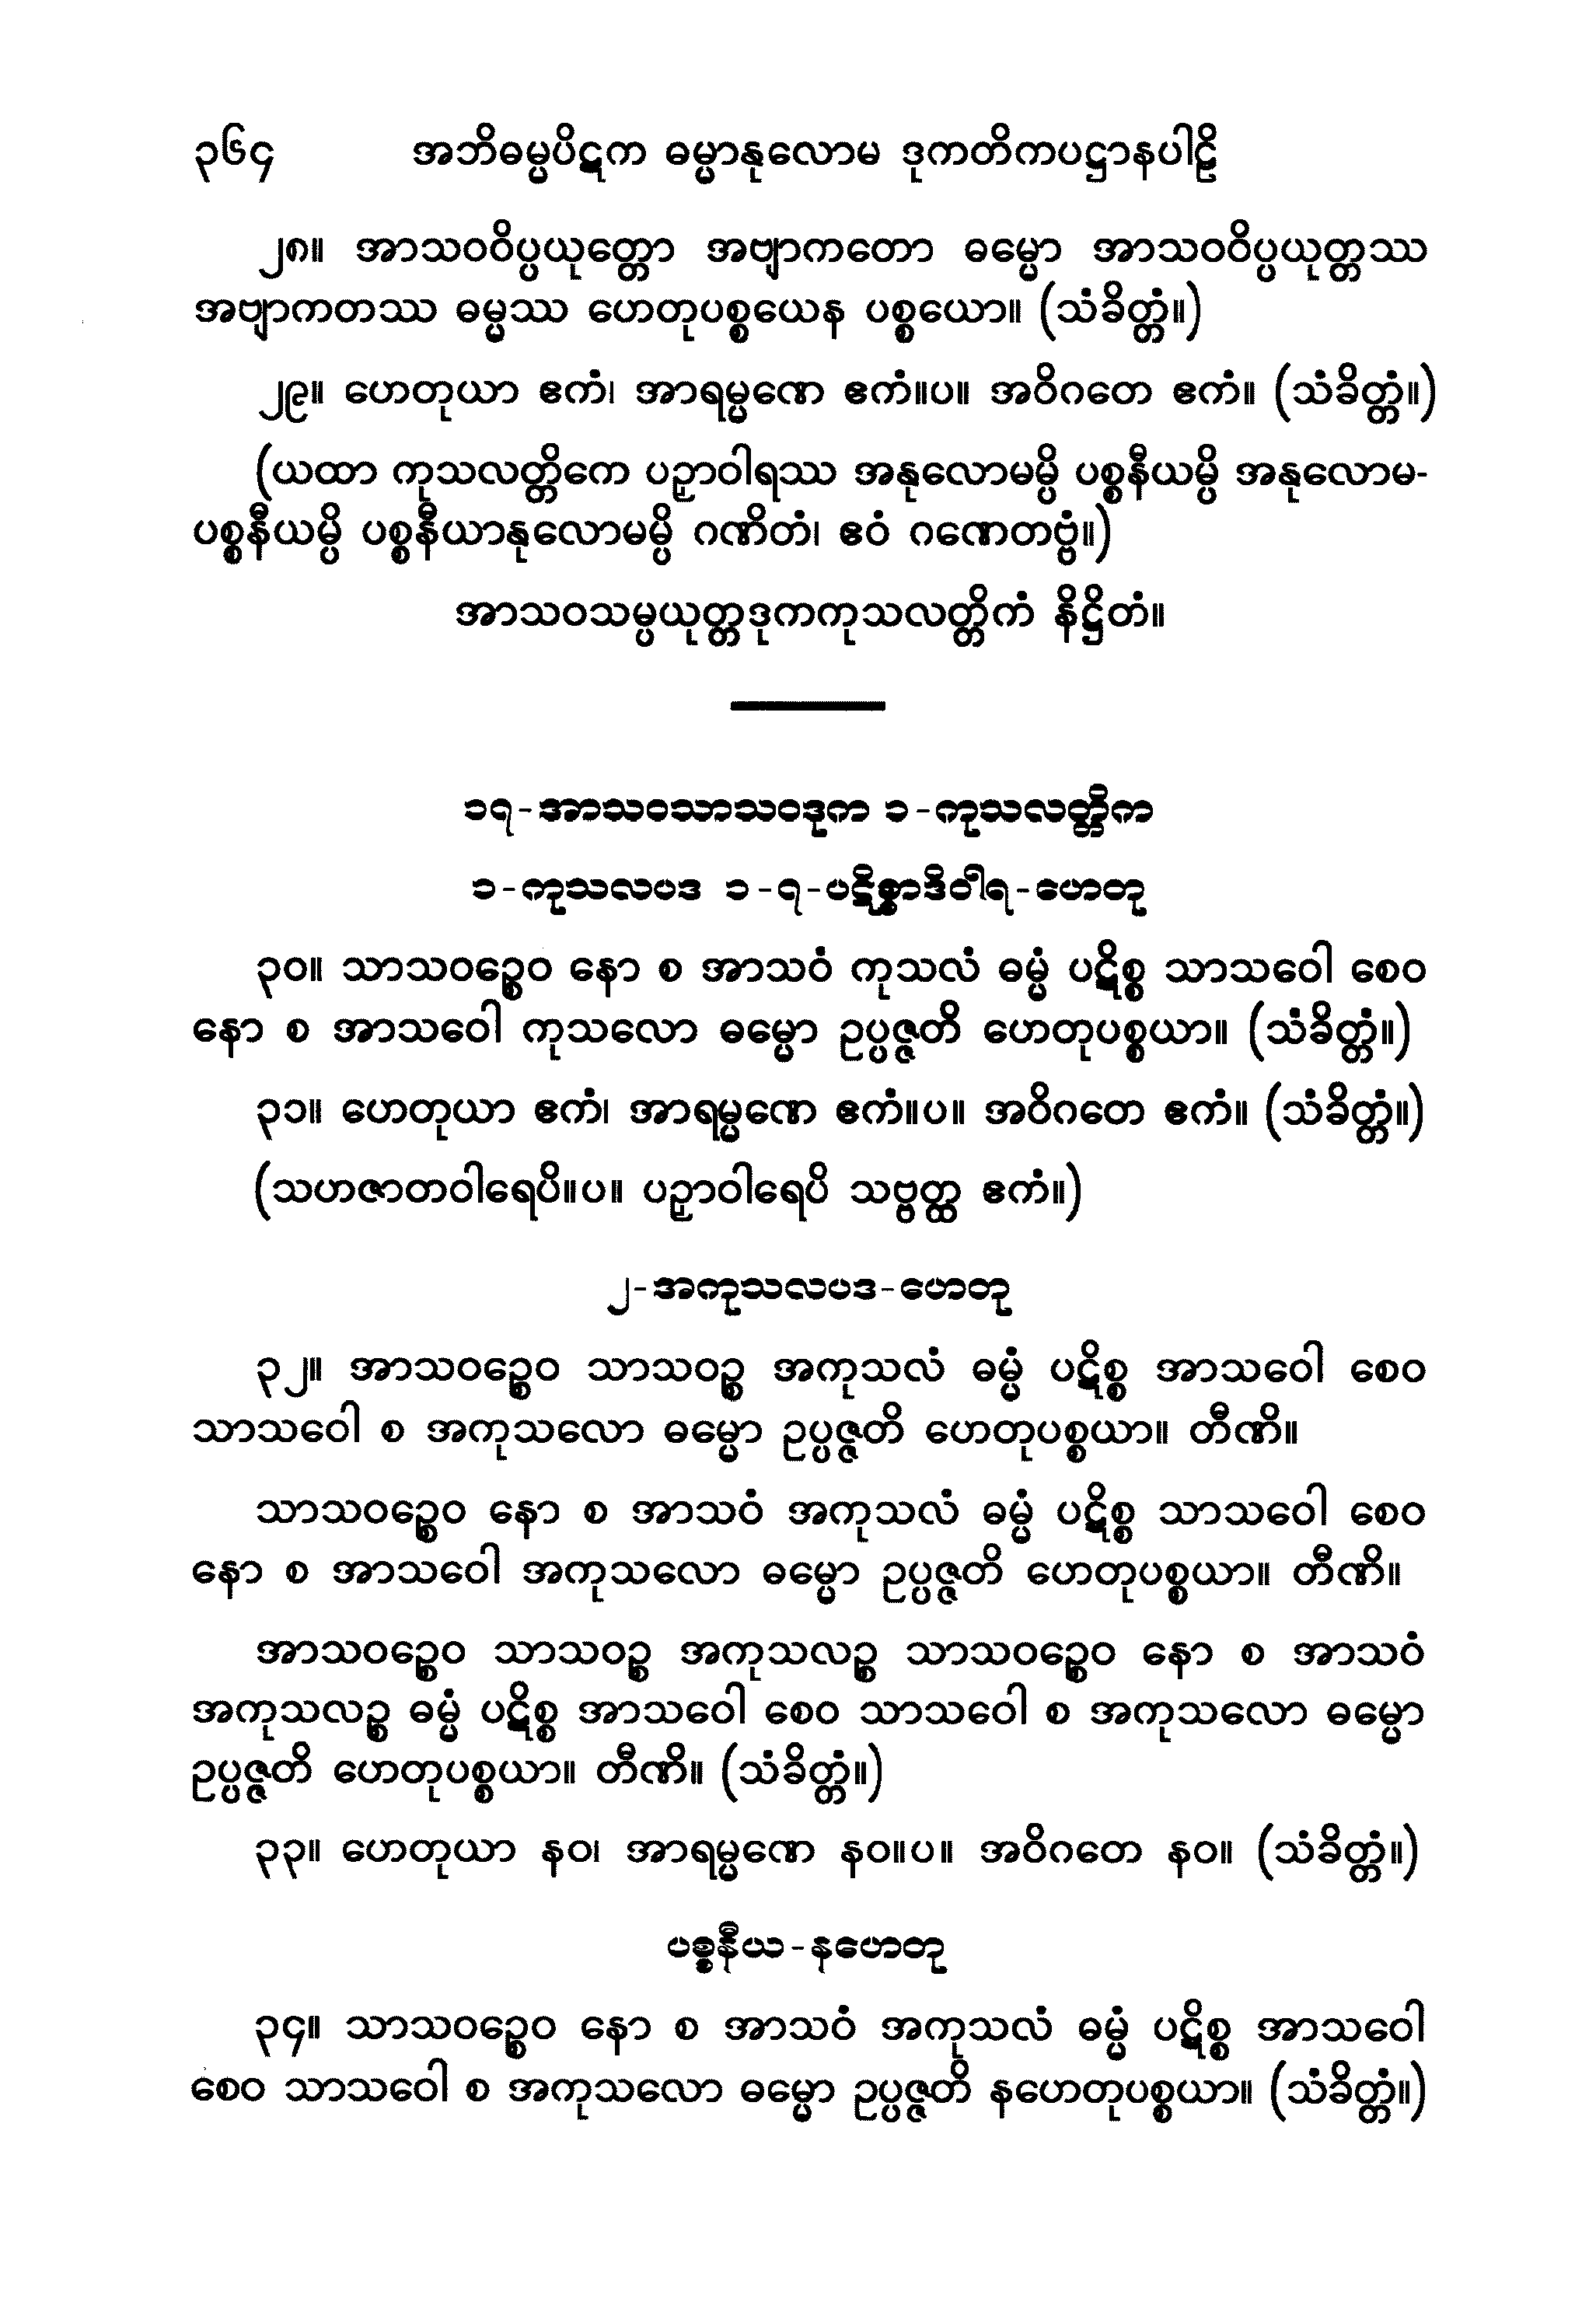 ၃၆၄ အဘိဓမ္မပိဋက ဓမ္မာနုလောမ ဒုကတိကပဋ္ဌာနပါဠိ
၂၈။ အာသဝဝိပ္ပယုတ္တော အဗျာကတော ဓမ္မော အာသဝဝိပ္ပယုတ္တဿ
အဗျာကတဿ ဓမ္မဿ ဟေတုပစ္စယေန ပစ္စယော။ (သံခိတ္တံ။)
၂၉။ ဟေတုယာ ဧကံ၊ အာရမ္မဏေ ဧကံ။ပ။ အဝိဂတေ ဧကံ။ (သံခိတ္တံ။)
(ယထာ ကုသလတ္တိကေ ပဉှာဝါရဿ အနုလောမမ္ပိ ပစ္စနီယမ္ပိ အနုလောမ-
ပစ္စနီယမ္ပိ ပစ္စနီယာနုလောမမ္ပိ ဂဏိတံ၊ ဧဝံ ဂဏေတဗ္ဗံ။)
အာသဝသမ္ပယုတ္တဒုကကုသလတ္တိကံ နိဋ္ဌိတံ။
၁၇-အာသဝသာသဝဒုက ၁-ကုသလတ္တိက
၁-ကုသလပဒ ၁-၇-ပဋိစ္စာဒိဝါရ-ဟေတု
၃၀။ သာသဝဉ္စေဝ နော စ အာသဝံ ကုသလံ ဓမ္မံ ပဋိစ္စ သာသဝေါ စေဝ
နော စ အာသဝေါ ကုသလော ဓမ္မော ဥပ္ပဇ္ဇတိ ဟေတုပစ္စယာ။ (သံခိတ္တံ။)
၃၁။ ဟေတုယာ ဧကံ၊ အာရမ္မဏေ ဧကံ။ပ။ အဝိဂတေ ဧကံ။ (သံခိတ္တံ။)
(သဟဇာတဝါရေပိ။ပ။ ပဉှာဝါရေပိ သဗ္ဗတ္ထ ဧကံ။)
၂-အကုသလပဒ-ဟေတု
၃၂။ အာသဝဉ္စေဝ သာသဝဉ္စ အကုသလံ ဓမ္မံ ပဋိစ္စ အာသဝေါ စေဝ
သာသဝေါ စ အကုသလော ဓမ္မော ဥပ္ပဇ္ဇတိ ဟေတုပစ္စယာ။ တီဏိ။
သာသဝဉ္စေဝ နော စ အာသဝံ အကုသလံ ဓမ္မံ ပဋိစ္စ သာသဝေါ စေဝ
နော စ အာသဝေါ အကုသလော ဓမ္မော ဥပ္ပဇ္ဇတိ ဟေတုပစ္စယာ။ တီဏိ။
အာသဝဉ္စေဝ သာသဝဉ္စ အကုသလဉ္စ သာသဝဉ္စေဝ နော စ အာသဝံ
အကုသလဉ္စ ဓမ္မံ ပဋိစ္စ အာသဝေါ စေဝ သာသဝေါ စ အကုသလော ဓမ္မော
ဥပ္ပဇ္ဇတိ ဟေတုပစ္စယာ။ တီဏိ။ (သံခိတ္တံ။)
၃၃။ ဟေတုယာ နဝ၊ အာရမ္မဏေ နဝ။ပ။ အဝိဂတေ နဝ။ (သံခိတ္တံ။)
ပစ္စနီယ-နဟေတု
၃၄။ သာသဝဉ္စေဝ နော စ အာသဝံ အကုသလံ ဓမ္မံ ပဋိစ္စ အာသဝေါ
စေဝ သာသဝေါ စ အကုသလော ဓမ္မော ဥပ္ပဇ္ဇတိ နဟေတုပစ္စယာ။ (သံခိတ္တံ။)